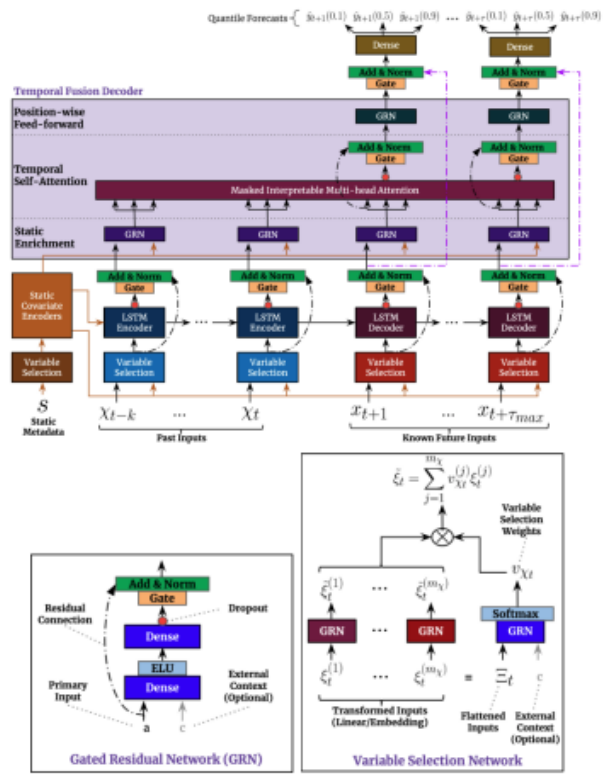 Quantile Forecasts { ŷt+1(0.1) ŷt+1(0.5) ŷt+1(0.9) ... ŷt+τ(0.1) ŷt+τ(0.5) ŷt+τ(0.9)
Dense Dense
Add & Norm Add & Norm
Gate Gate
Temporal Fusion Decoder
Position-wise
Feed-forward
GRN GRN
Add & Norm Add & Norm
Gate Gate
Temporal
Self-Attention
Masked Interpretable Multi-head Attention
Static
Enrichment
GRN GRN GRN GRN
Add & Norm Add & Norm Add & Norm Add & Norm
Gate Gate Gate Gate
Static
Covariate
Encoders
LSTM
Encoder
...
LSTM
Encoder
LSTM
Decoder
...
LSTM
Decoder
Variable
Selection
Variable
Selection
Variable
Selection
Variable
Selection
Variable
Selection
s
Static
Metadata
χt−k ... χt
Past Inputs
xt+1 ... xt+τmax
Known Future Inputs
Add & Norm
Gate
Residual
Connection
Dropout
Dense
ELU
Dense
Primary
Input
External
Context
(Optional)
a c
Gated Residual Network (GRN)
ξ̃t = ∑ j=1 mχ vχt(j) ξ̃t(j)
Variable
Selection
Weights
⊗
vχt
ξ̃t(1) ... ξ̃t(mχ)
Softmax
GRN ... GRN GRN
ξt(1) ... ξt(mχ) = Ξt c
Transformed Inputs
(Linear/Embedding)
Flattened
Inputs
External
Context
(Optional)
Variable Selection Network